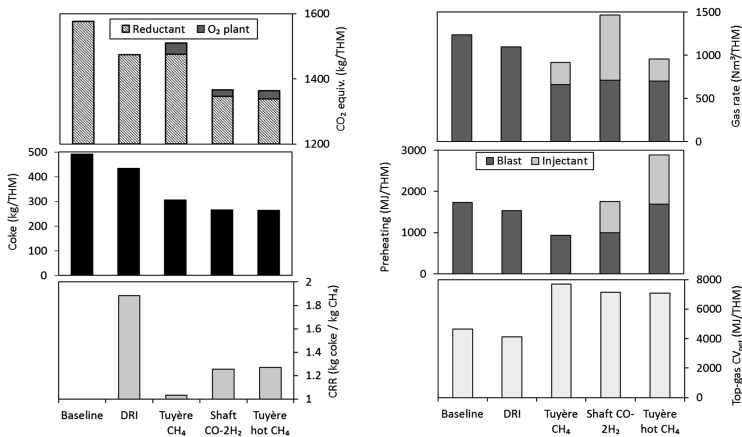 Reductant O₂ plant
1600
1400
1200
CO₂ equiv. (kg/THM)
500
400
300
200
100
0
Coke (kg/THM)
2
1.8
1.6
1.4
1.2
1
CRR (kg coke / kg CH₄)
Baseline DRI Tuyère Shaft Tuyère
CH₄ CO-2H₂ hot CH₄
1500
1000
500
0
Gas rate (Nm³/THM)
Blast Injectant
3000
2000
1000
0
Preheating (MJ/THM)
8000
6000
4000
2000
0
Top-gas CVnet (MJ/THM)
Baseline DRI Tuyère Shaft CO- Tuyère
CH₄ 2H₂ hot CH₄